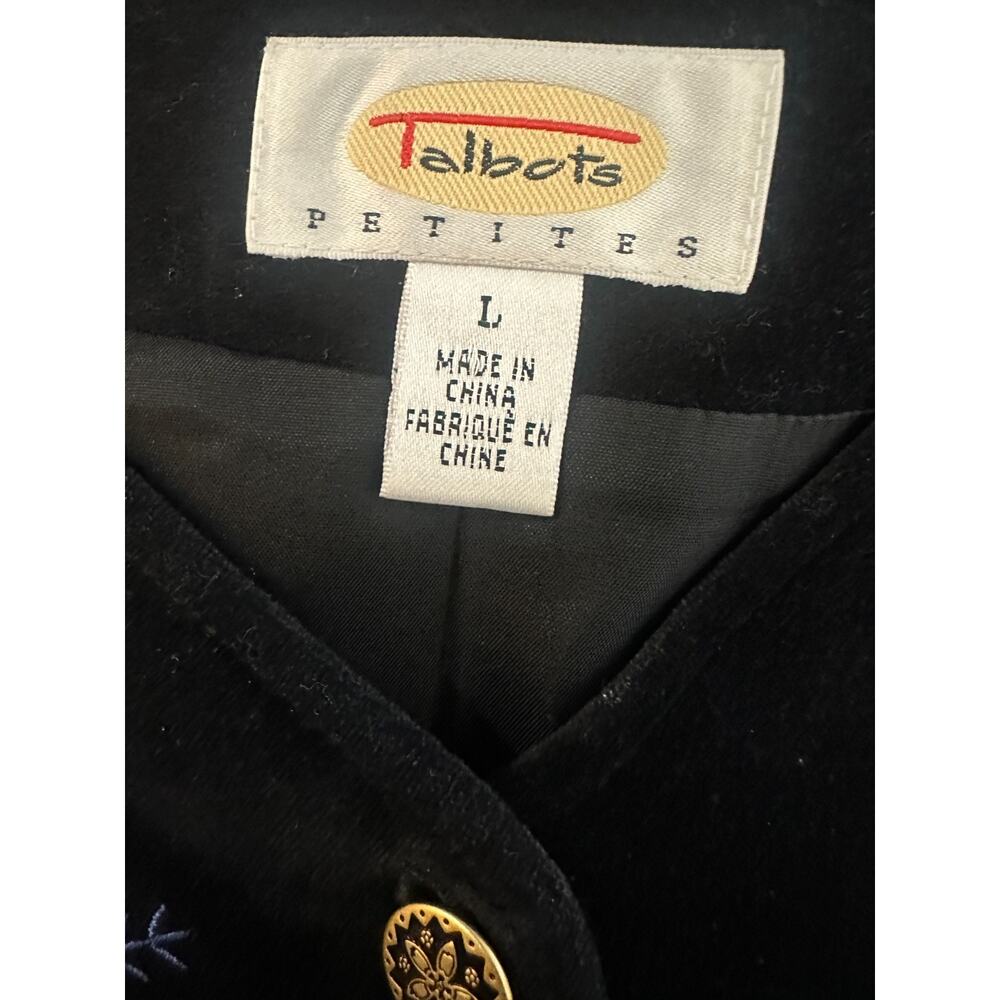 Talbots
PETITES
L
MADE IN
CHINA
FABRIQUÈ EN
CHINE